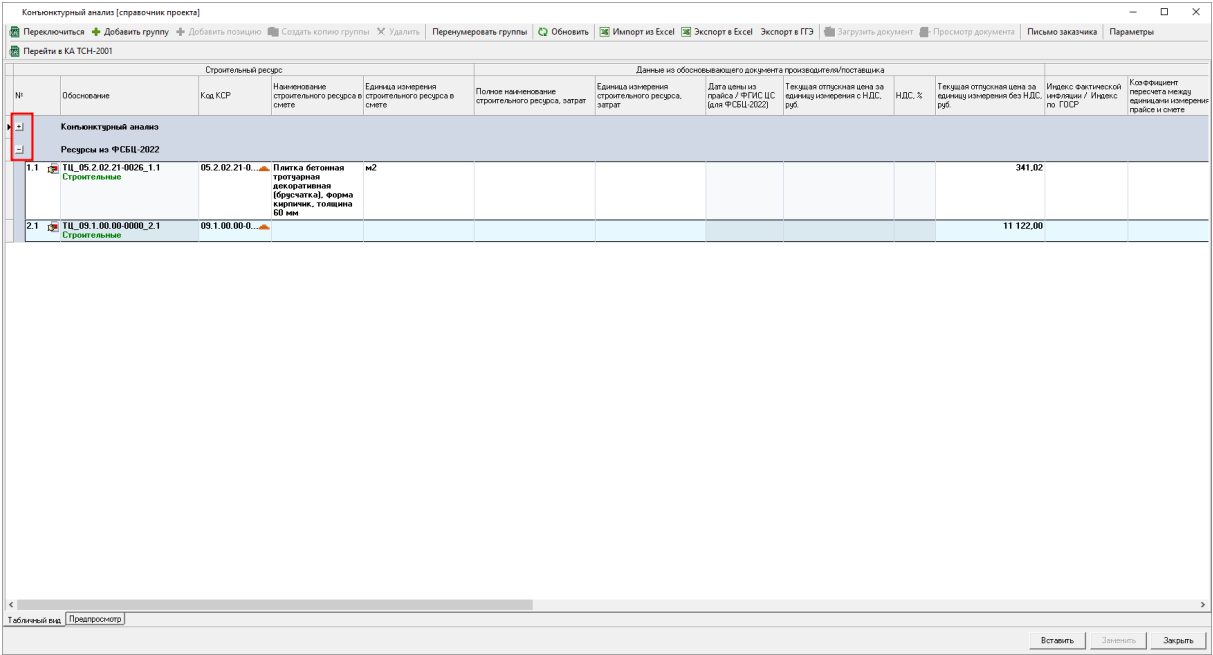 Конъюнктурный анализ [справочник проекта]
Переключиться Добавить группу Добавить позицию Создать копию группы Удалить Перенумеровать группы Обновить Импорт из Excel Экспорт в Excel Экспорт в ГГЭ Загрузить документ Просмотр документа Письмо заказчика Параметры
Перейти в КА ТСН-2001
Строительный ресурс Данные из обосновывающего документа производителя/поставщика
№ Обоснование Код КСР Наименование строительного ресурса в смете Единица измерения строительного ресурса в смете Полное наименование строительного ресурса, затрат Единица измерения строительного ресурса, затрат Дата цены из прайса / ФГИС ЦС (для ФСБЦ-2022) Текущая отпускная цена за единицу измерения с НДС, руб. НДС, % Текущая отпускная цена за единицу измерения без НДС, руб. Индекс фактической инфляции / Индекс по ГОСР Коэффициент пересчета между единицами измерения прайсе и смете
Конъюнктурный анализ
Ресурсы из ФСБЦ-2022
1.1 ТЦ_05.2.02.21-0026_1.1 05.2.02.21-0... Плитка бетонная м2 341,02
Строительные тротуарная
декоративная
(брусчатка), форма
кирпичик, толщина
60 мм
2.1 ТЦ_09.1.00.00-0000_2.1 09.1.00.00-0... 11 122,00
Строительные
Табличный вид Предпросмотр
Вставить Заменить Закрыть